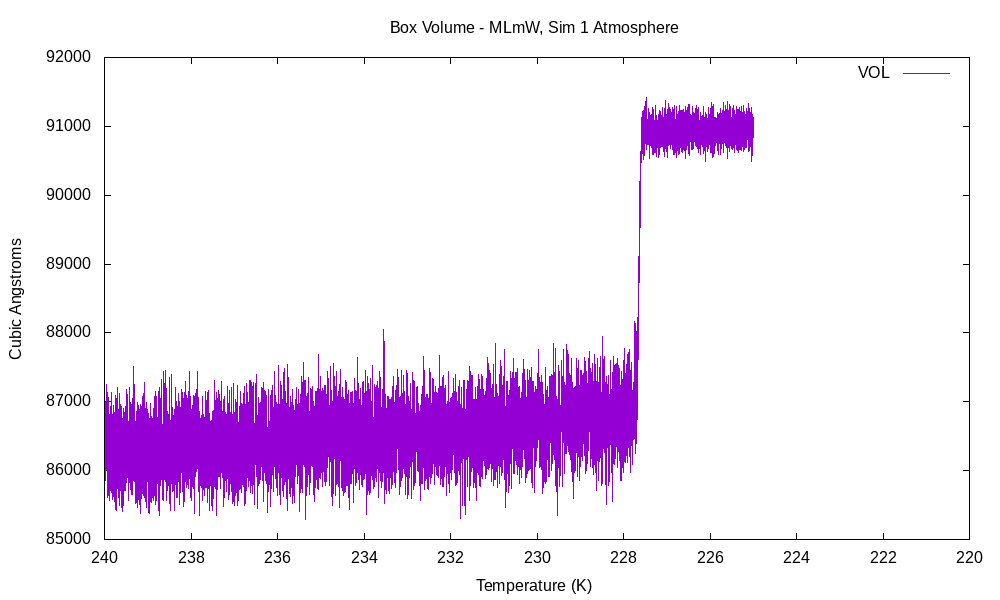 Box Volume - MLmW, Sim 1 Atmosphere
92000
VOL
91000
90000
89000
Cubic Angstroms
88000
87000
86000
85000
240 238 236 234 232 230 228 226 224 222 220
Temperature (K)